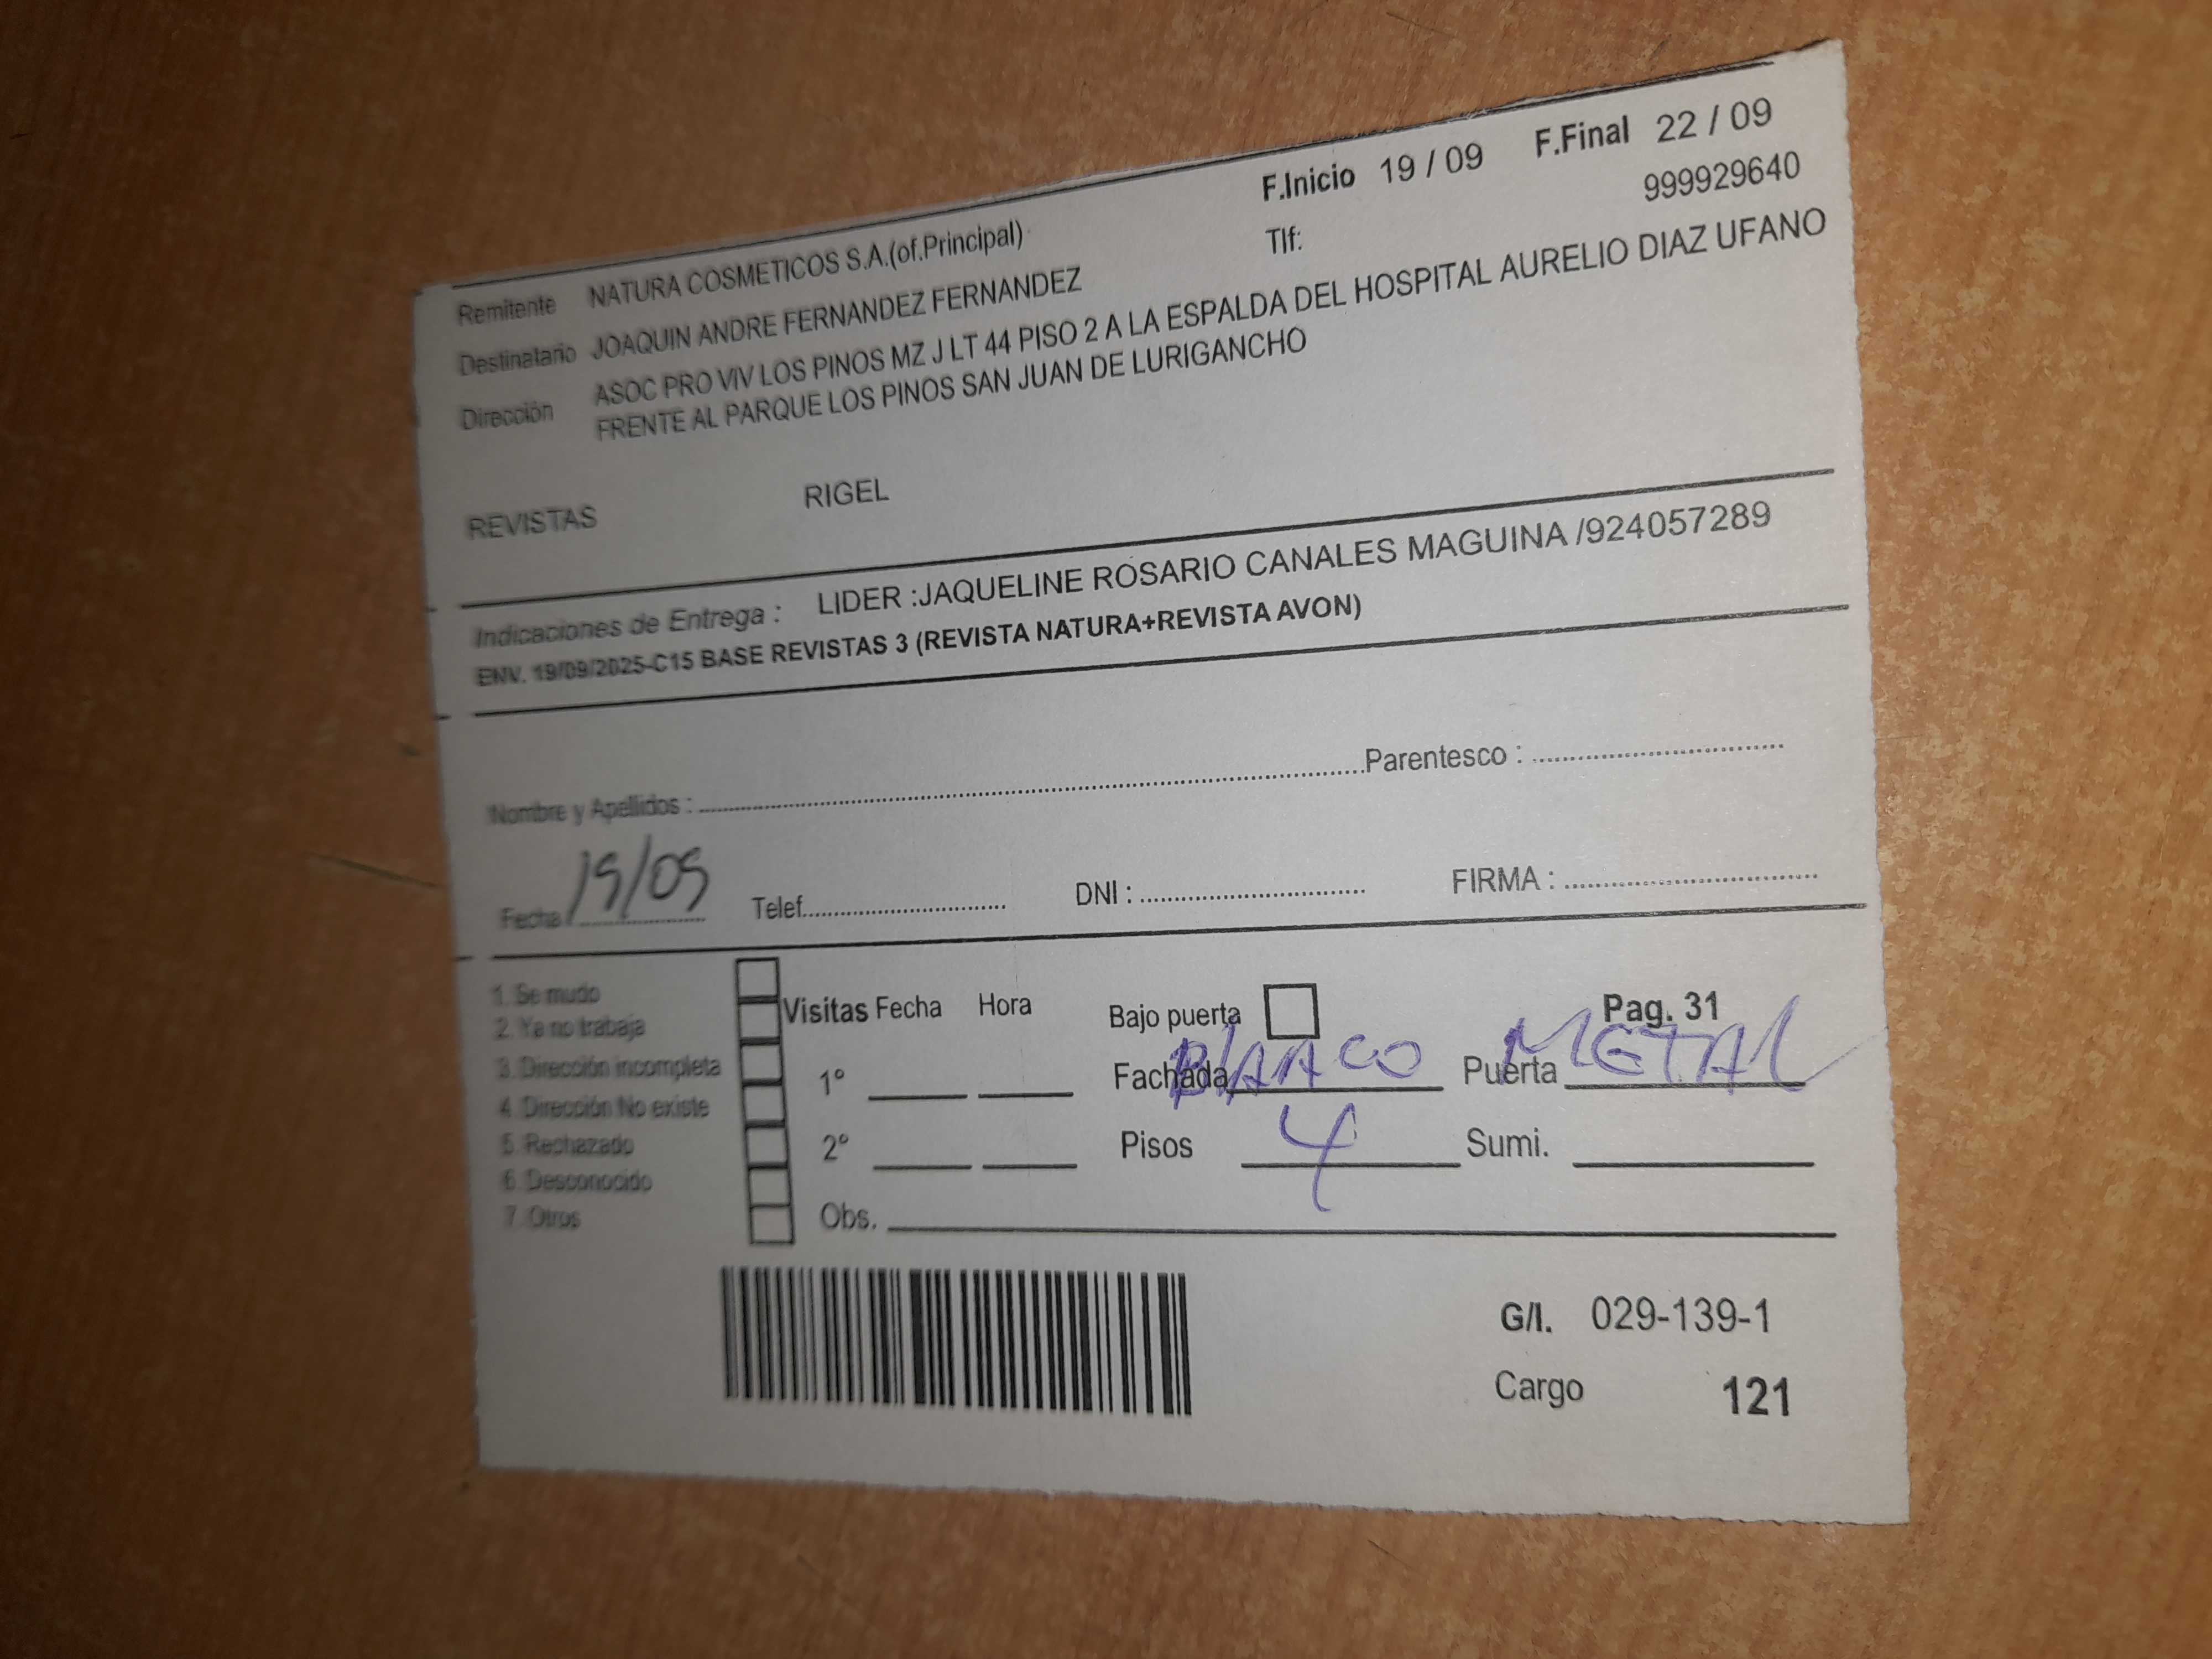 F.Inicio 19 / 09 F.Final 22 / 09
Remitente NATURA COSMETICOS S.A.(of.Principal) Tlf: 999929640
Destinatario JOAQUIN ANDRE FERNANDEZ FERNANDEZ
Dirección ASOC PRO VIV LOS PINOS MZ J LT 44 PISO 2 A LA ESPALDA DEL HOSPITAL AURELIO DIAZ UFANO
FRENTE AL PARQUE LOS PINOS SAN JUAN DE LURIGANCHO
REVISTAS RIGEL
Indicaciones de Entrega : LIDER :JAQUELINE ROSARIO CANALES MAGUINA /924057289
ENV. 19/09/2025-C15 BASE REVISTAS 3 (REVISTA NATURA+REVISTA AVON)
Nombre y Apellidos : Parentesco :
Fecha 19/09 Telef. DNI : FIRMA :
1. Se mudo
2. Ya no trabaja
3. Dirección incompleta
4. Dirección No existe
5. Rechazado
6. Desconocido
7. Otros
Visitas Fecha Hora
1º
2º
Obs.
Bajo puerta Pag. 31
Fachada BlANCO Puerta METAL
Pisos 4 Sumi.
G/I. 029-139-1
Cargo 121